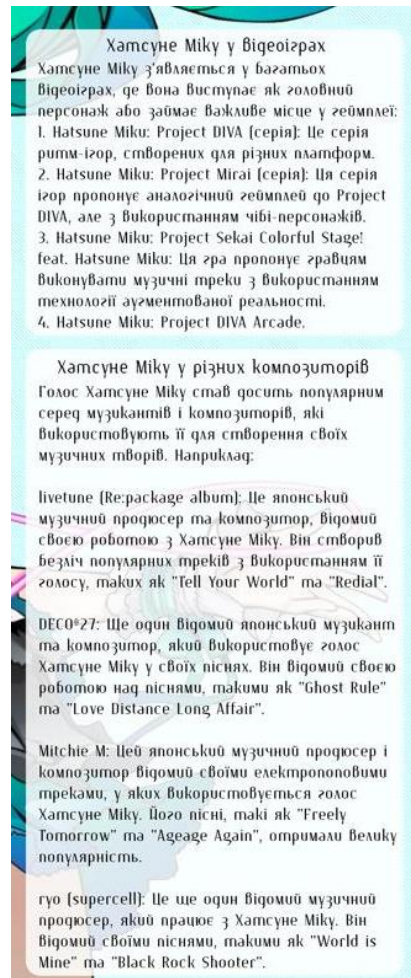 Хатсуне Міку у відеоіграх
Хатсуне Міку з'являється у багатьох
відеоіграх, де вона виступає як головний
персонаж або займає важливе місце у геймплеї:
1. Hatsune Miku: Project DIVA (серія): Це серія
ритм-ігор, створених для різних платформ.
2. Hatsune Miku: Project Mirai (серія): Ця серія
ігор пропонує аналогічний геймплей до Project
DIVA, але з використанням чібі-персонажів.
3. Hatsune Miku: Project Sekai Colorful Stage!
feat. Hatsune Miku: Ця гра пропонує гравцям
виконувати музичні треки з використанням
технології аугментованої реальності.
4. Hatsune Miku: Project DIVA Arcade.
Хатсуне Міку у різних композиторів
Голос Хатсуне Міку став досить популярним
серед музикантів і композиторів, які
використовують її для створення своїх
музичних творів. Наприклад:
livetune (Re:package album): Це японський
музичний продюсер та композитор, відомий
своєю роботою з Хатсуне Міку. Він створив
безліч популярних треків з використанням її
голосу, таких як "Tell Your World" та "Redial".
DECO*27: Ще один відомий японський музикант
та композитор, який використовує голос
Хатсуне Міку у своїх піснях. Він відомий своєю
роботою над піснями, такими як "Ghost Rule"
та "Love Distance Long Affair".
Mitchie M: Цей японський музичний продюсер і
композитор відомий своїми електропоповими
треками, у яких використовується голос
Хатсуне Міку. Його пісні, такі як "Freely
Tomorrow" та "Ageage Again", отримали велику
популярність.
ryo (supercell): Це ще один відомий музичний
продюсер, який працює з Хатсуне Міку. Він
відомий своїми піснями, такими як "World is
Mine" та "Black Rock Shooter".